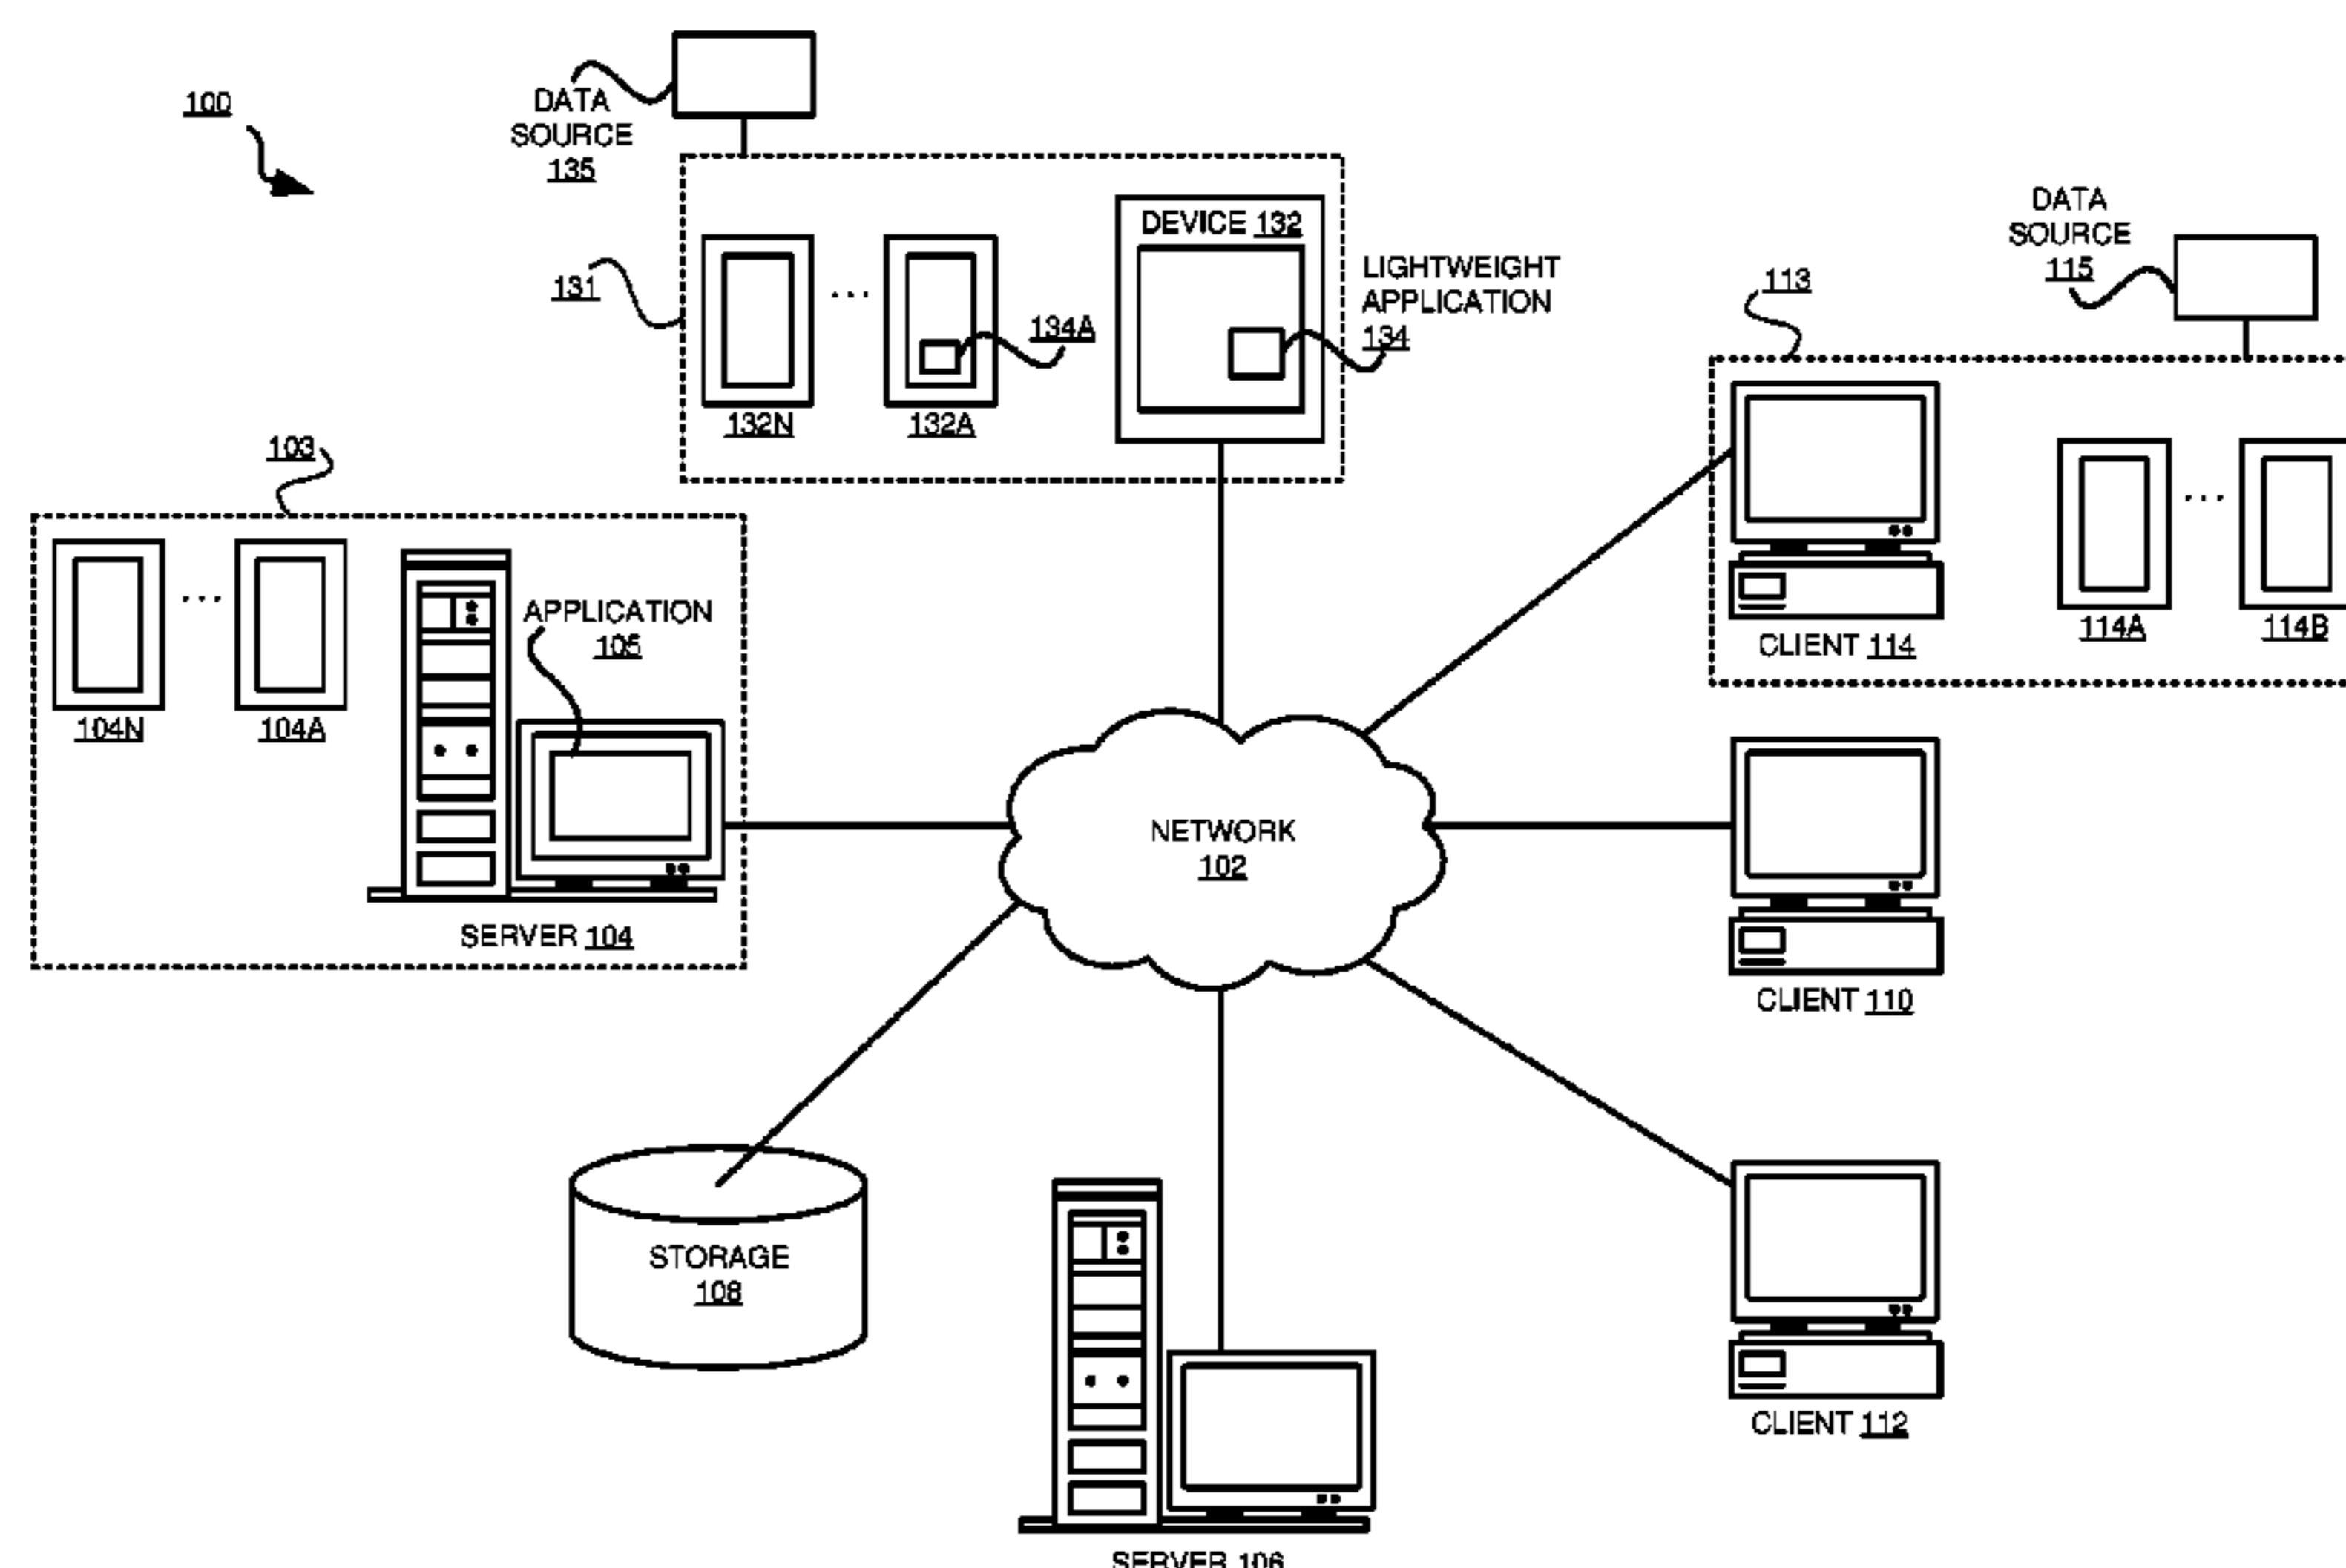 100
DATA
SOURCE
135
DEVICE 132
131
132N
...
132A
134A
LIGHTWEIGHT
APPLICATION
134
DATA
SOURCE
115
113
CLIENT 114
114A
...
114B
103
104N
...
104A
APPLICATION
105
SERVER 104
NETWORK
102
CLIENT 110
STORAGE
108
CLIENT 112
SERVER 106